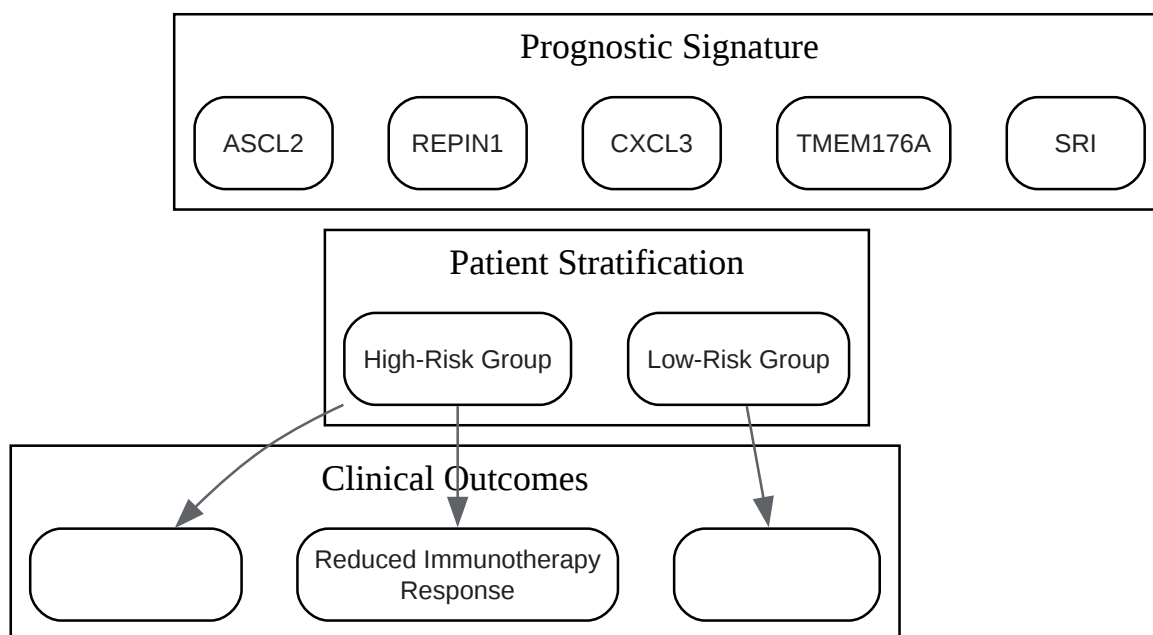 Prognostic Signature
ASCL2
REPIN1
CXCL3
TMEM176A
SRI
Patient Stratification
High-Risk Group
Low-Risk Group
Clinical Outcomes
Reduced Immunotherapy
Response